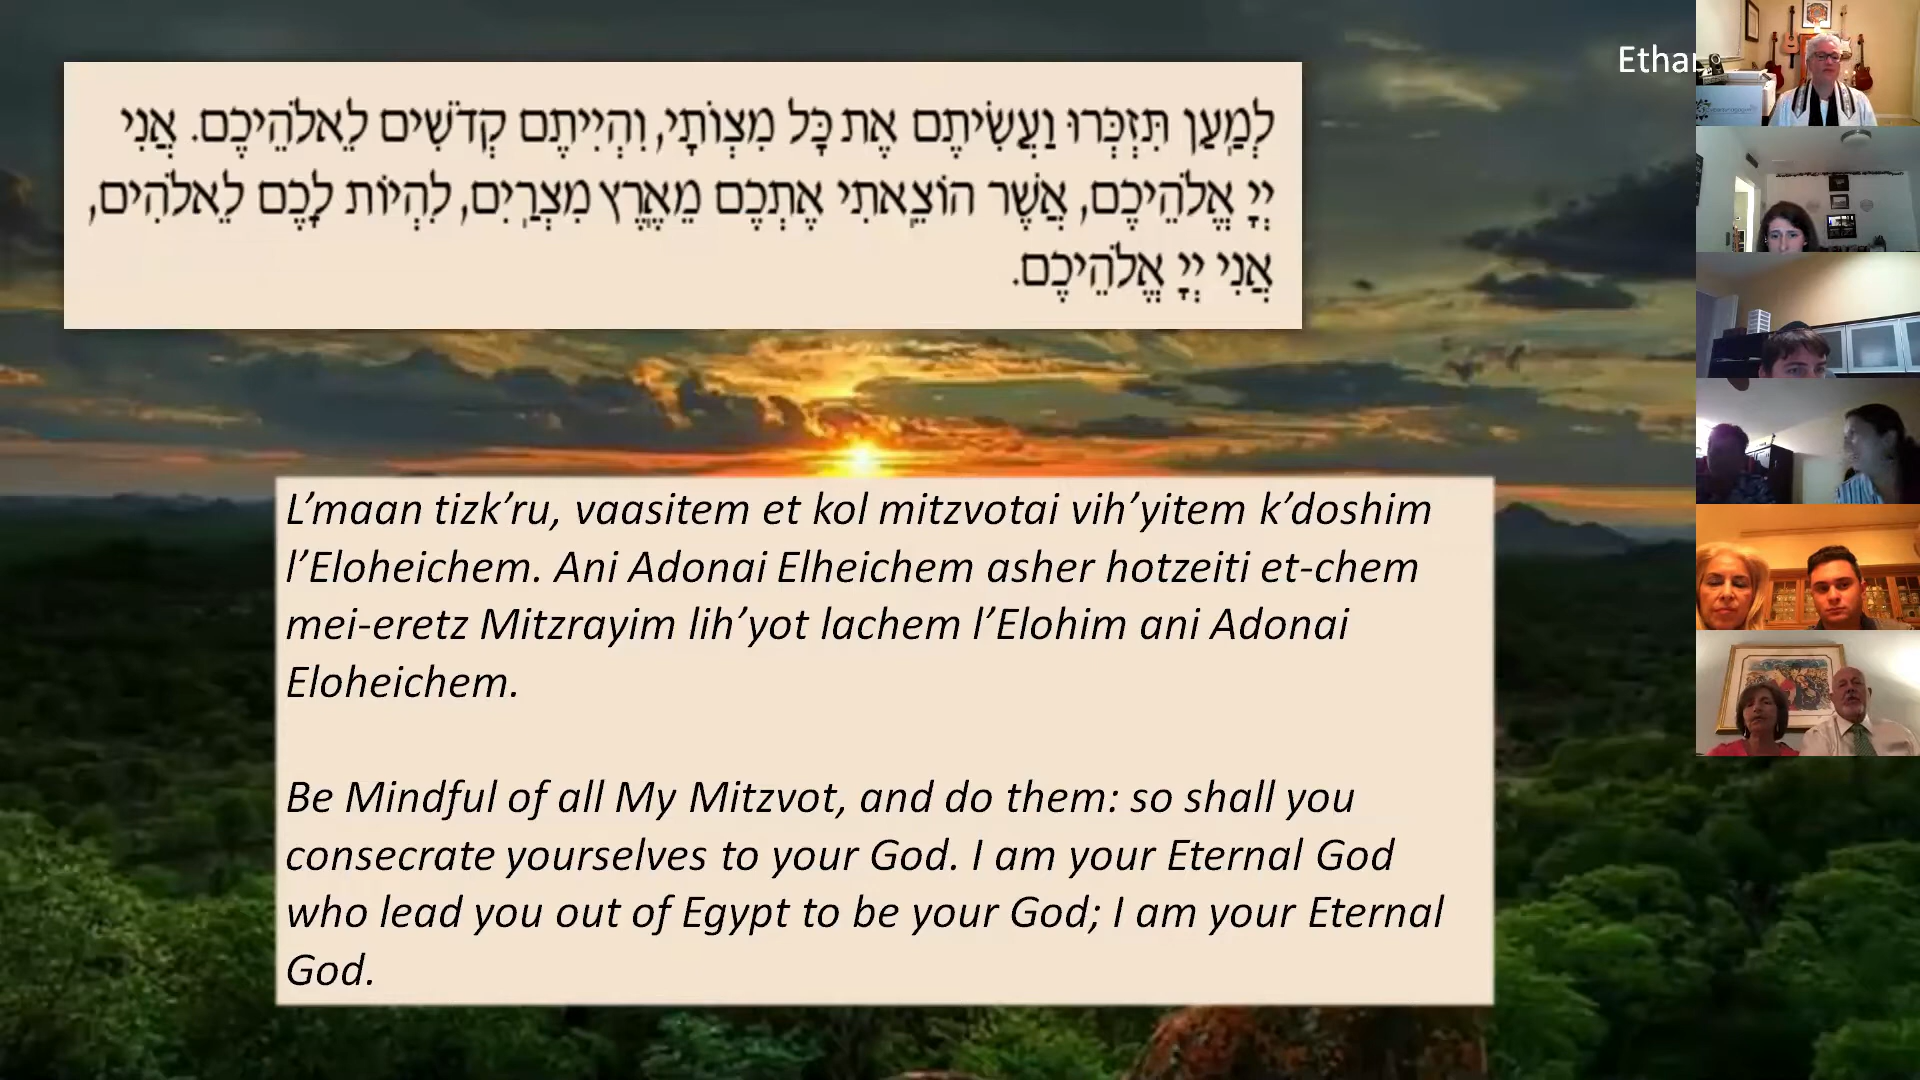 לְמַֽעַן תִּזְכְּרוּ וַעֲשִׂיתֶם אֶת כָּל מִצְוֹתָי, וִהְיִיתֶם קְדֹשִׁים לֵאלֹהֵיכֶם. אֲנִי
יְיָ אֱלֹהֵיכֶם, אֲשֶׁר הוֹצֵֽאתִי אֶתְכֶם מֵאֶֽרֶץ מִצְרַֽיִם, לִהְיוֹת לָכֶם לֵאלֹהִים,
אֲנִי יְיָ אֱלֹהֵיכֶם.
L’maan tizk’ru, vaasitem et kol mitzvotai vih’yitem k’doshim
l’Eloheichem. Ani Adonai Elheichem asher hotzeiti et-chem
mei-eretz Mitzrayim lih’yot lachem l’Elohim ani Adonai
Eloheichem.
Be Mindful of all My Mitzvot, and do them: so shall you
consecrate yourselves to your God. I am your Eternal God
who lead you out of Egypt to be your God; I am your Eternal
God.